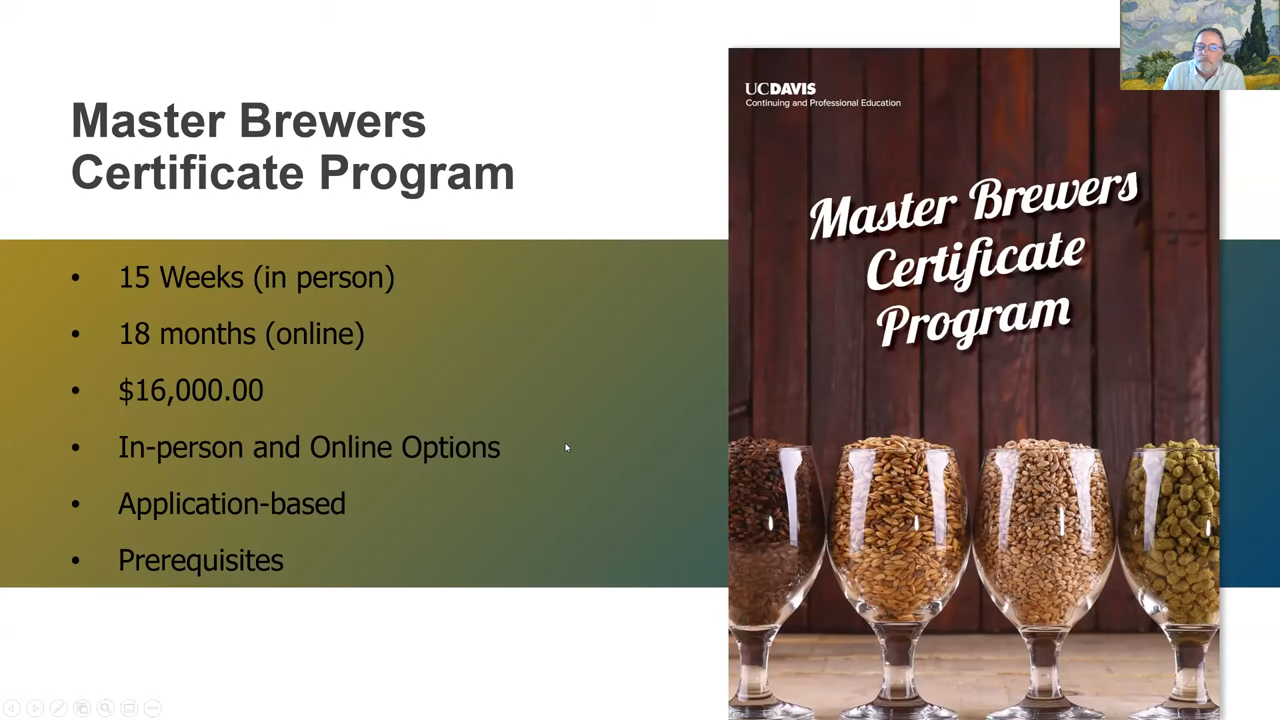 Master Brewers
Certificate Program
• 15 Weeks (in person)
• 18 months (online)
• $16,000.00
• In-person and Online Options
• Application-based
• Prerequisites
UCDAVIS
Continuing and Professional Education
Master Brewers
Certificate
Program